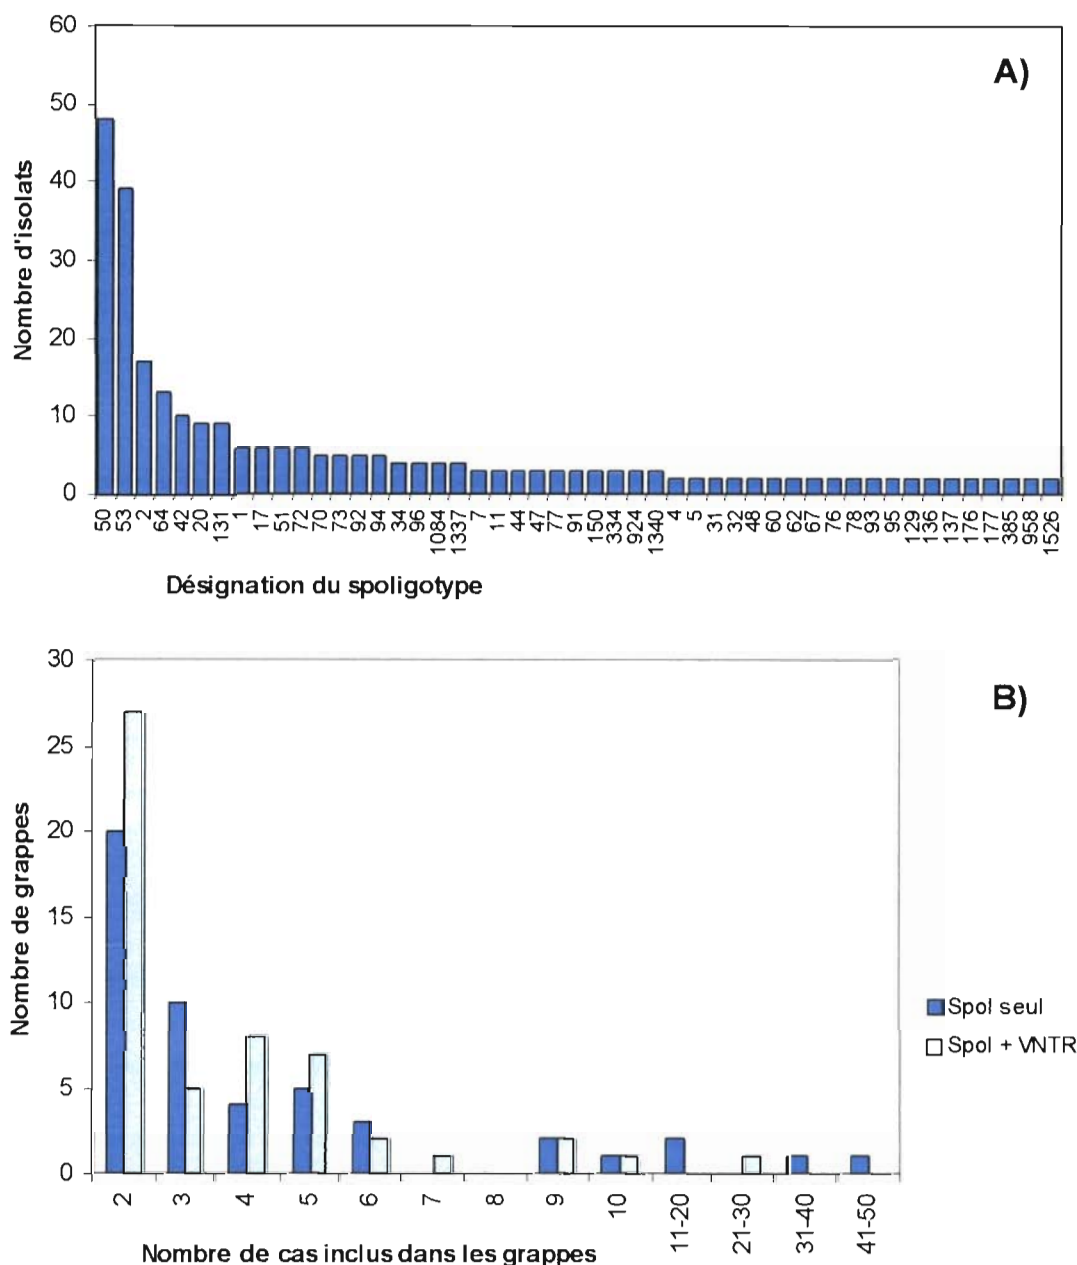 A)
Nombre d'isolats
60
50
40
30
20
10
0
50 53 2 64 42 20 131 1 17 51 72 70 73 92 94 34 96 1084 1337 7 11 44 47 77 91 150 334 924 1340 4 5 31 32 48 60 62 67 76 78 93 95 129 136 137 176 177 385 958 1526
Désignation du spoligotype
B)
Nombre de grappes
30
25
20
15
10
5
0
2 3 4 5 6 7 8 9 10 11-20 21-30 31-40 41-50
Nombre de cas inclus dans les grappes
Spol seul
Spol + VNTR